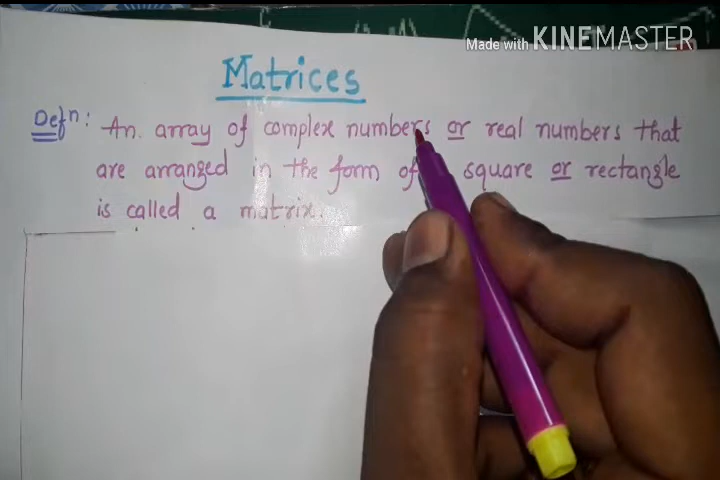 Made with KINEMASTER
Matrices
Defn: An array of complex numbers or real numbers that
are arranged in the form of square or rectangle
is called a matrix.